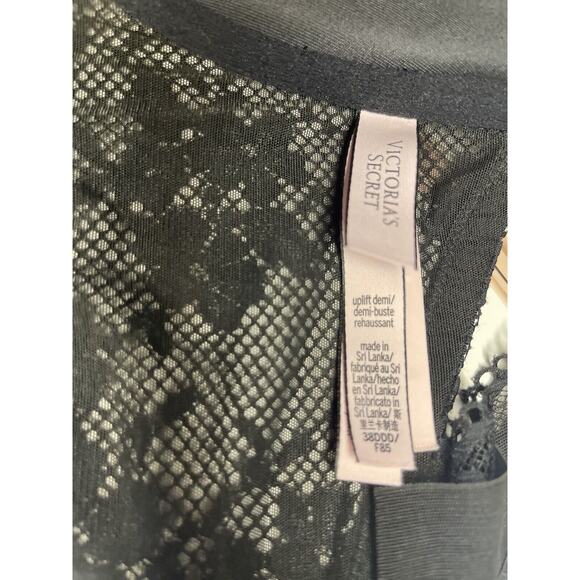 VICTORIA'S
SECRET
uplift demi/
demi-buste
rehaussant
made in
Sri Lanka/
fabriqué au Sri
Lanka/hecho
en Sri Lanka/
fabbricato in
Sri Lanka/ 斯
里兰卡制造
38DDD/
F85